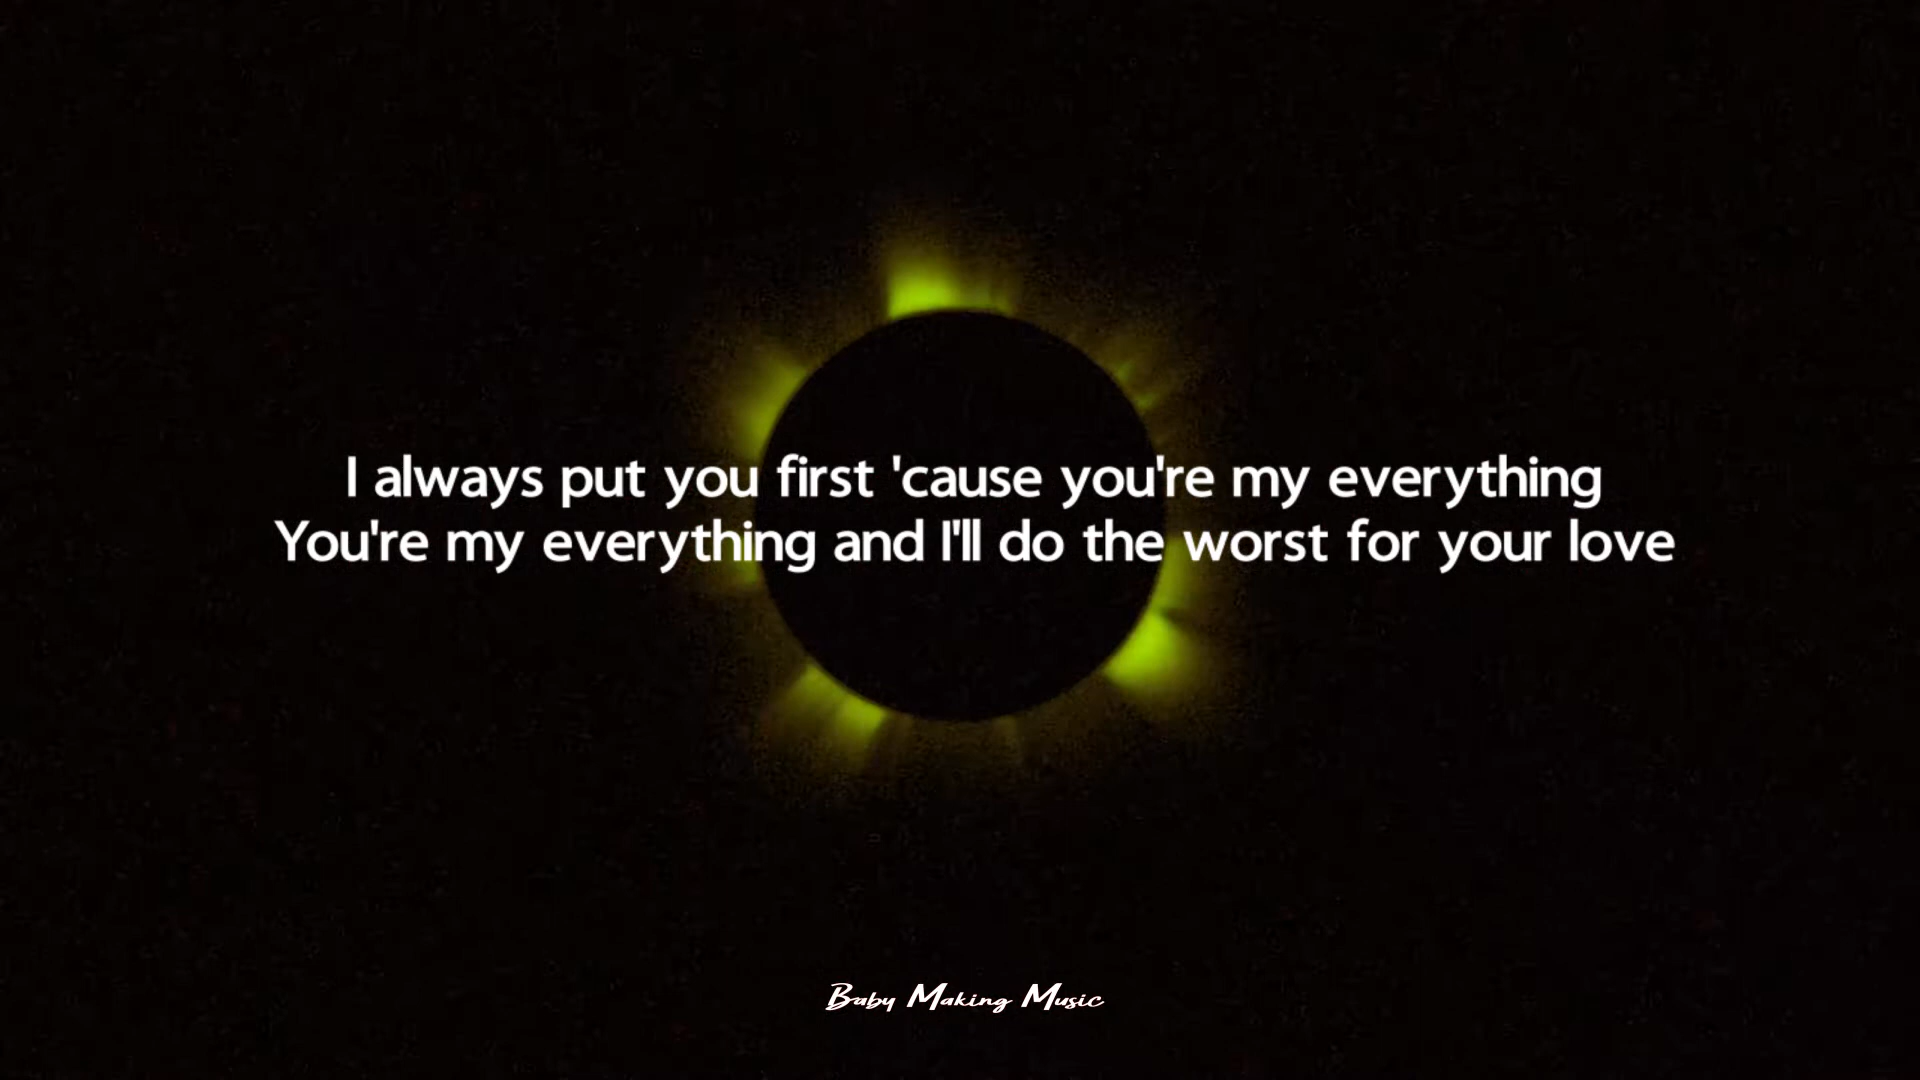 I always put you first 'cause you're my everything
You're my everything and I'll do the worst for your love
Baby Making Music